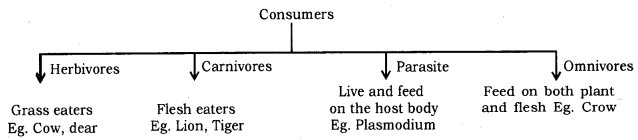 Consumers
Herbivores
Carnivores
Parasite
Omnivores
Grass eaters
Eg. Cow, dear
Flesh eaters
Eg. Lion, Tiger
Live and feed
on the host body
Eg. Plasmodium
Feed on both plant
and flesh Eg. Crow